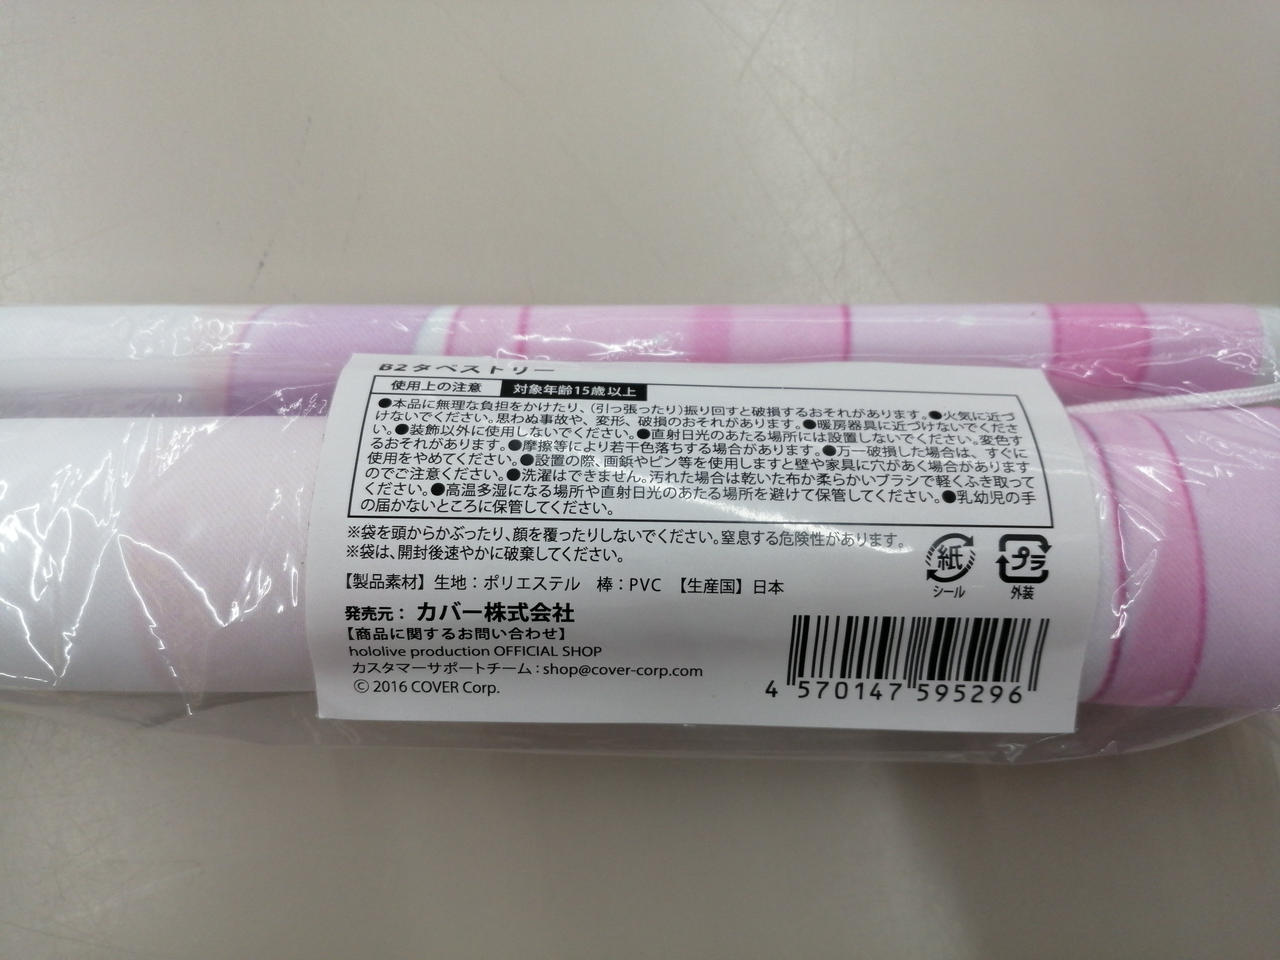 B2タペストリー
使用上の注意 対象年齢15歳以上
●本品に無理な負担をかけたり、(引っ張ったり)振り回すと破損するおそれがあります。●火気に近づ
けないでください。思わぬ事故や、変形、破損のおそれがあります。●暖房器具に近づけないでくださ
い。●装飾以外に使用しないでください。●直射日光のあたる場所には設置しないでください。変色す
るおそれがあります。●摩擦等により若干色落ちする場合があります。●万一破損した場合は、すぐに
使用をやめてください。●設置の際、画鋲やピン等を使用しますと壁や家具に穴があく場合があります
のでご注意ください。●洗濯はできません。汚れた場合は乾いた布か柔らかいブラシで軽くふき取って
ください。●高温多湿になる場所や直射日光のあたる場所を避けて保管してください。●乳幼児の手
の届かないところに保管してください。
※袋を頭からかぶったり、顔を覆ったりしないでください。窒息する危険性があります。
※袋は、開封後速やかに破棄してください。
紙 プラ
シール 外装
【製品素材】生地：ポリエステル 棒：PVC 【生産国】日本
発売元： カバー株式会社
【商品に関するお問い合わせ】
hololive production OFFICIAL SHOP
カスタマーサポートチーム：shop@cover-corp.com
© 2016 COVER Corp.
4 570147 595296